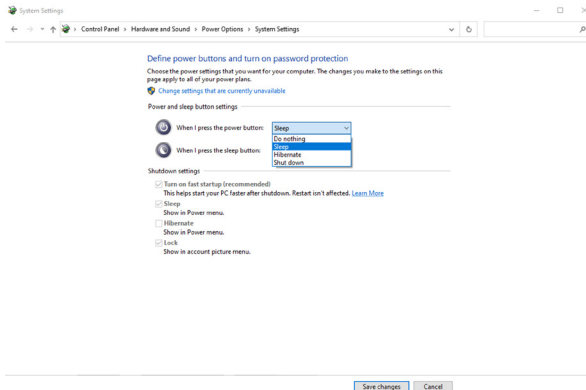 System Settings
Control Panel > Hardware and Sound > Power Options > System Settings
Define power buttons and turn on password protection
Choose the power settings that you want for your computer. The changes you make to the settings on this
page apply to all of your power plans.
Change settings that are currently unavailable
Power and sleep button settings
When I press the power button: Sleep
Do nothing
Sleep
When I press the sleep button: Hibernate
Shut down
Shutdown settings
Turn on fast startup (recommended)
This helps start your PC faster after shutdown. Restart isn't affected. Learn More
Sleep
Show in Power menu.
Hibernate
Show in Power menu.
Lock
Show in account picture menu.
Save changes Cancel